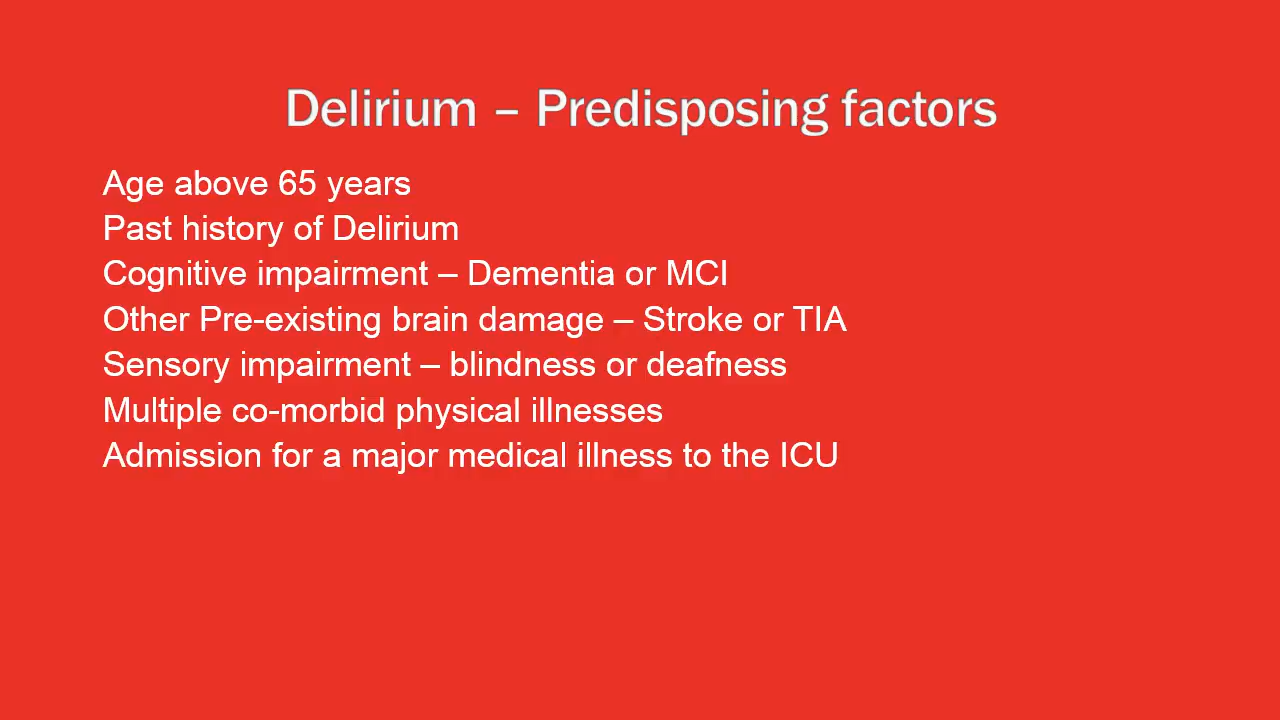 Delirium – Predisposing factors
Age above 65 years
Past history of Delirium
Cognitive impairment – Dementia or MCI
Other Pre-existing brain damage – Stroke or TIA
Sensory impairment – blindness or deafness
Multiple co-morbid physical illnesses
Admission for a major medical illness to the ICU